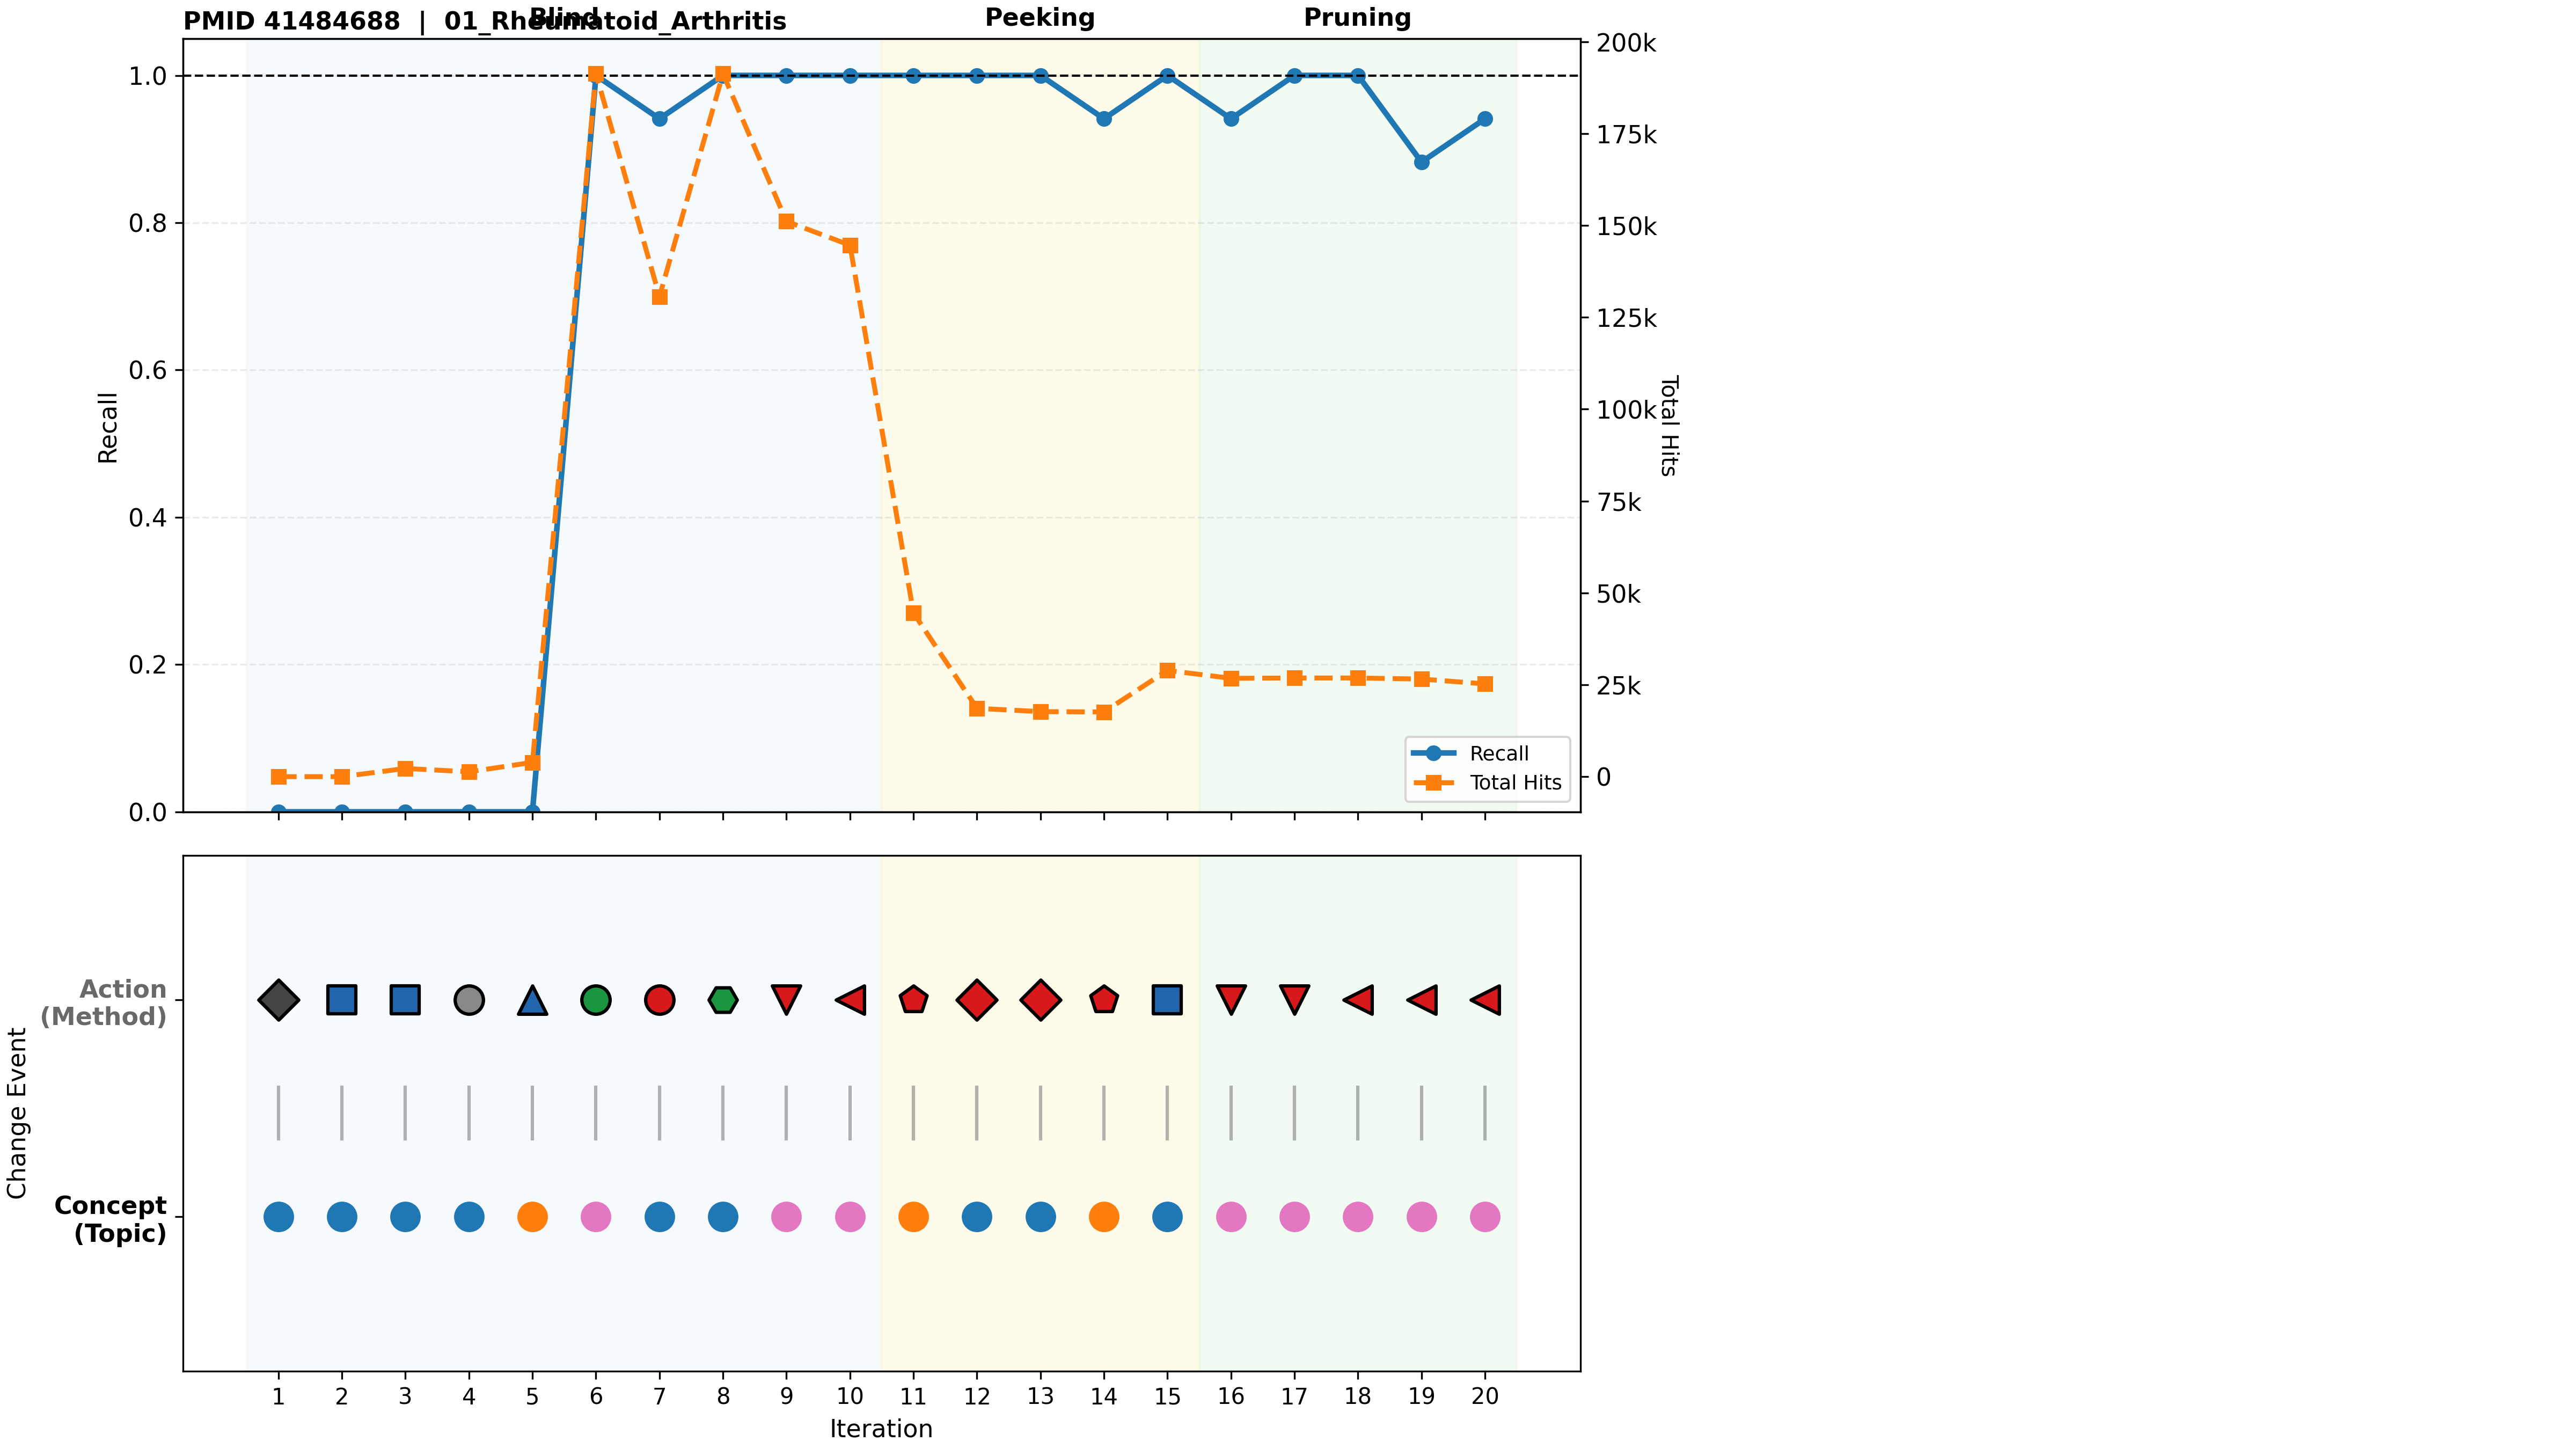 PMID 41484688 | 01_Rheumatoid_Arthritis
Blind
Peeking
Pruning
1.0
0.8
0.6
0.4
0.2
0.0
Recall
200k
175k
150k
125k
100k
75k
50k
25k
0
Total Hits
Recall
Total Hits
Action
(Method)
Concept
(Topic)
Change Event
1 2 3 4 5 6 7 8 9 10 11 12 13 14 15 16 17 18 19 20
Iteration